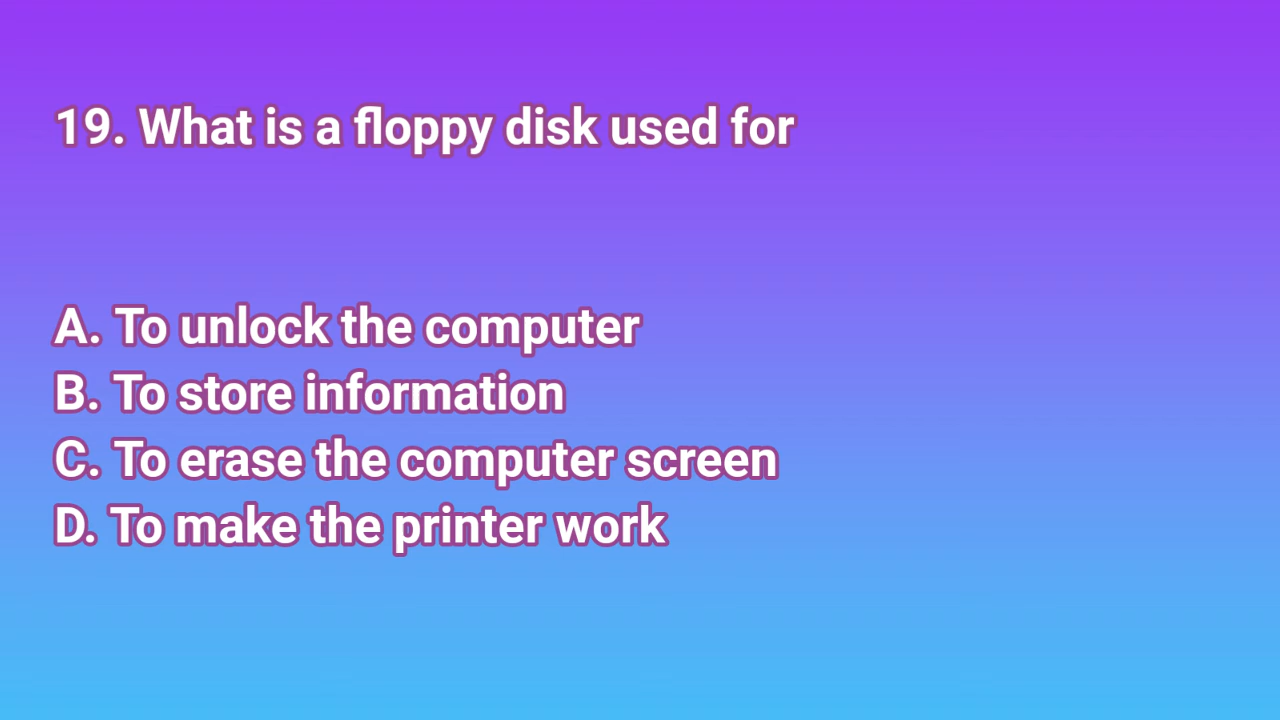 19. What is a floppy disk used for
A. To unlock the computer
B. To store information
C. To erase the computer screen
D. To make the printer work